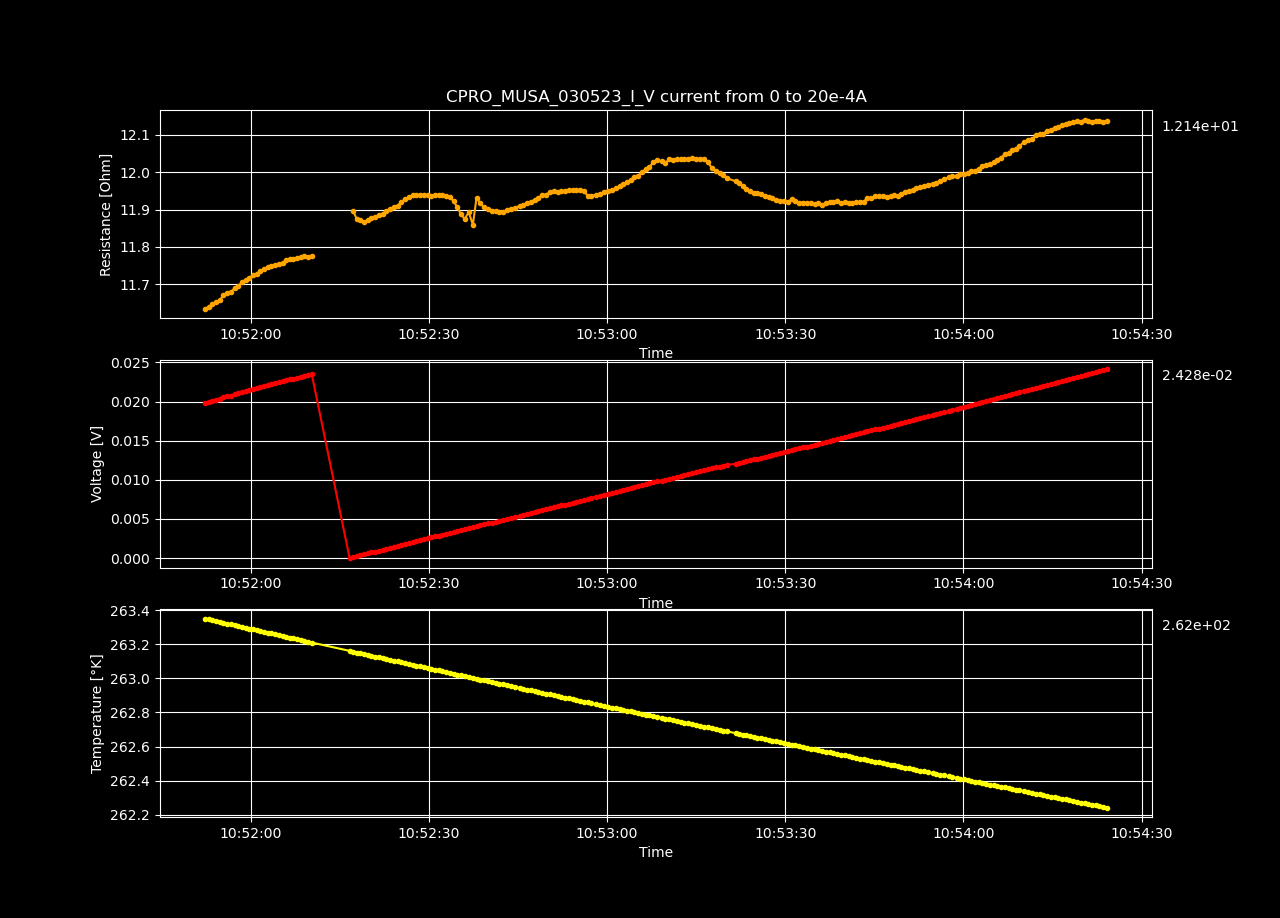 CPRO_MUSA_030523_I_V current from 0 to 20e-4A
1.214e+01
Resistance [Ohm]
12.1
12.0
11.9
11.8
11.7
10:52:00 10:52:30 10:53:00 10:53:30 10:54:00 10:54:30
Time
2.428e-02
Voltage [V]
0.025
0.020
0.015
0.010
0.005
0.000
10:52:00 10:52:30 10:53:00 10:53:30 10:54:00 10:54:30
Time
2.62e+02
Temperature [°K]
263.4
263.2
263.0
262.8
262.6
262.4
262.2
10:52:00 10:52:30 10:53:00 10:53:30 10:54:00 10:54:30
Time